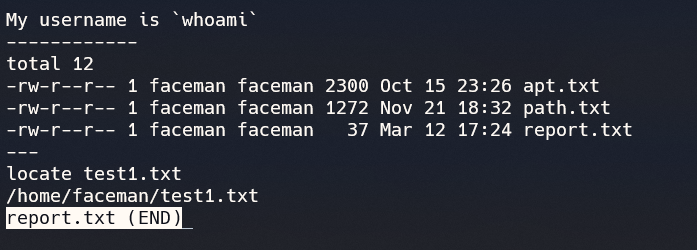 My username is `whoami`
------------
total 12
-rw-r--r-- 1 faceman faceman 2300 Oct 15 23:26 apt.txt
-rw-r--r-- 1 faceman faceman 1272 Nov 21 18:32 path.txt
-rw-r--r-- 1 faceman faceman   37 Mar 12 17:24 report.txt
---
locate test1.txt
/home/faceman/test1.txt
report.txt (END)